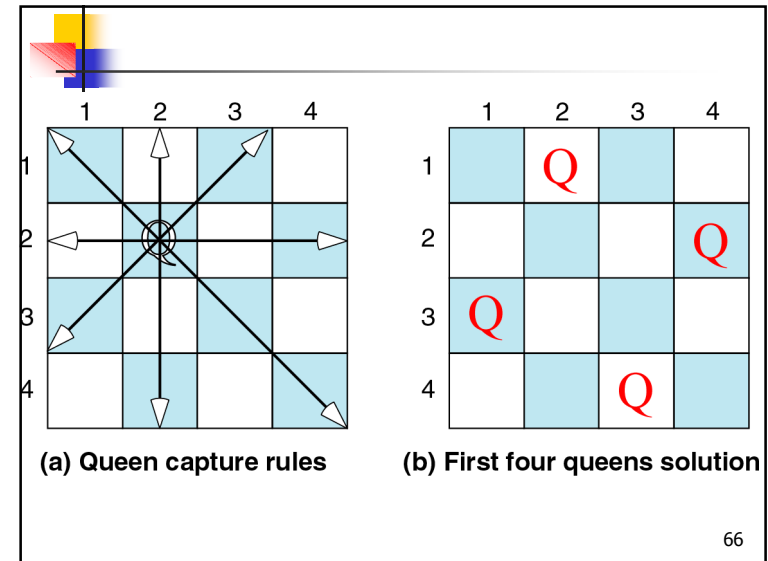 1 2 3 4
1
2 Q
3
4
(a) Queen capture rules
1 2 3 4
1 Q
2 Q
3 Q
4 Q
(b) First four queens solution
66